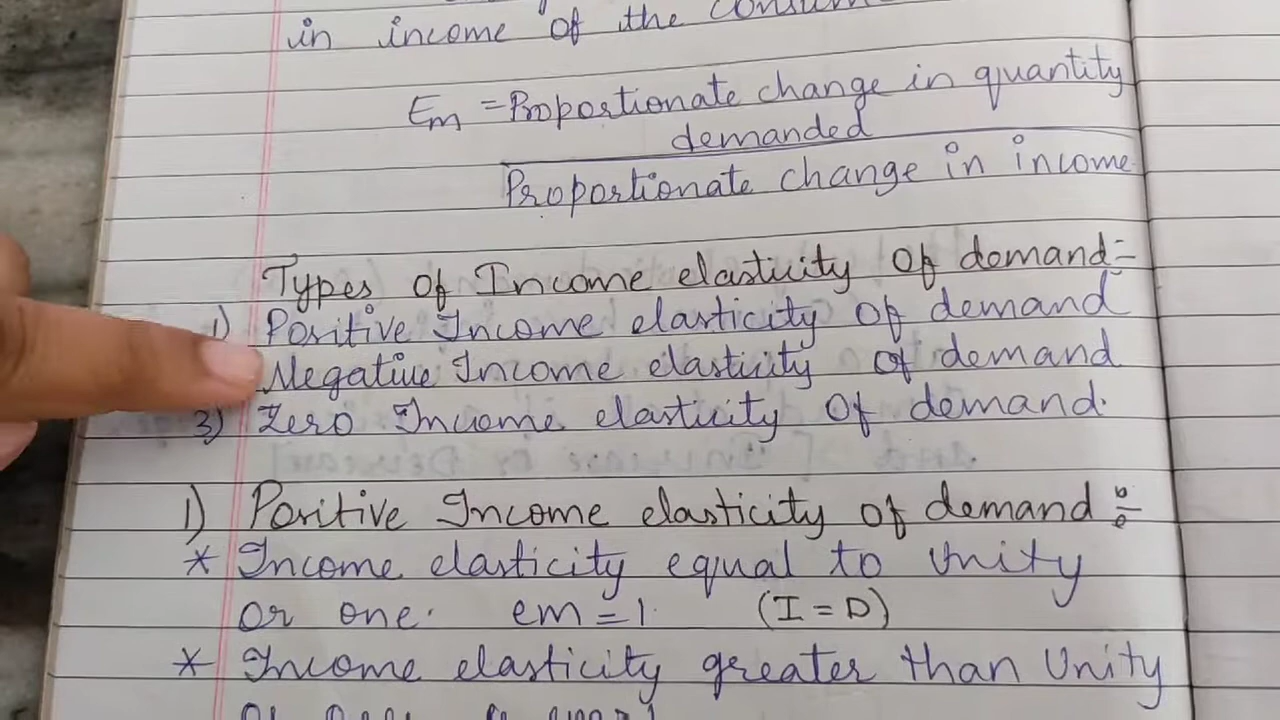 in income of the consum
Em = Proportionate change in quantity
demanded
Proportionate change in income.
Types of Income elasticity of demand:-
1) Positive Income elasticity of demand
Negative Income elasticity of demand
3) Zero Income elasticity of demand.
1) Positive Income elasticity of demand :-
* Income elasticity equal to Unity
or one. em = 1. (I = D)
* Income elasticity greater than Unity